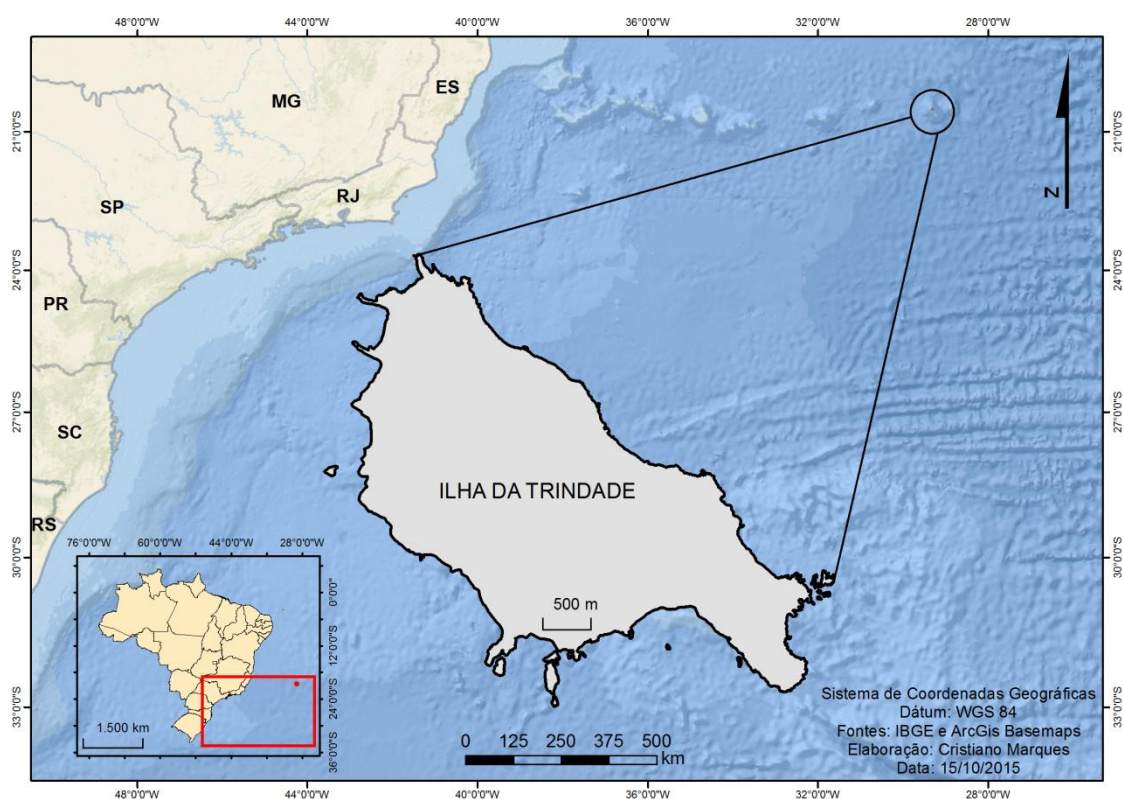 48°0'0"W 44°0'0"W 40°0'0"W 36°0'0"W 32°0'0"W 28°0'0"W
MG
ES
21°0'0"S
21°0'0"S
SP
RJ
N
24°0'0"S
24°0'0"S
PR
27°0'0"S
27°0'0"S
SC
ILHA DA TRINDADE
RS
76°0'0"W 60°0'0"W 44°0'0"W 28°0'0"W
30°0'0"S
30°0'0"S
0°0'0"
12°0'0"S
24°0'0"S
36°0'0"S
500 m
1.500 km
33°0'0"S
33°0'0"S
0 125 250 375 500
km
Sistema de Coordenadas Geográficas
Dátum: WGS 84
Fontes: IBGE e ArcGis Basemaps
Elaboração: Cristiano Marques
Data: 15/10/2015
48°0'0"W 44°0'0"W 40°0'0"W 36°0'0"W 32°0'0"W 28°0'0"W